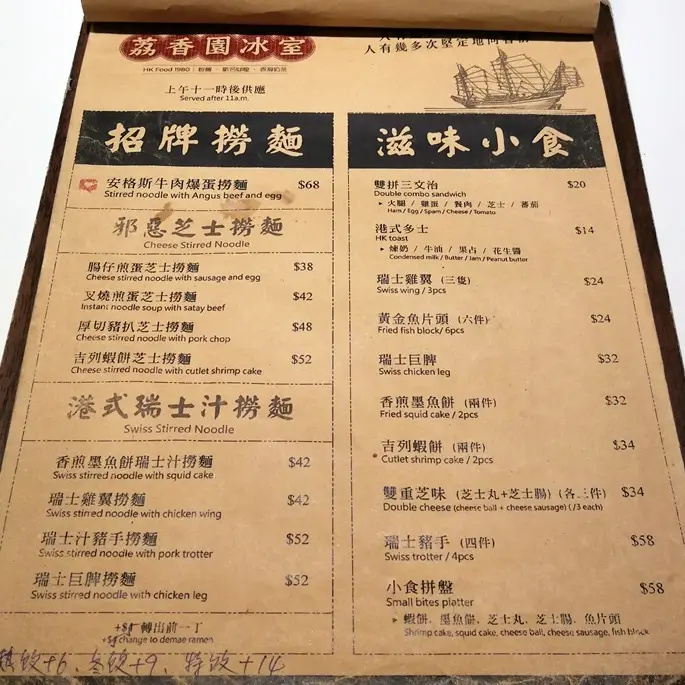 荔香園冰室
HK Food 1980
上午十一時後供應
Served after 11a.m.
招牌撈麵
安格斯牛肉爆蛋撈麵 $68
Stirred noodle with Angus beef and egg
邪惡芝士撈麵
Cheese Stirred Noodle
腸仔煎蛋芝士撈麵 $38
Cheese stirred noodle with sausage and egg
叉燒煎蛋芝士撈麵 $42
Instant noodle soup with satay beef
厚切豬扒芝士撈麵 $48
Cheese stirred noodle with pork chop
吉列蝦餅芝士撈麵 $52
Cheese stirred noodle with cutlet shrimp cake
港式瑞士汁撈麵
Swiss Stirred Noodle
香煎墨魚餅瑞士汁撈麵 $42
Swiss stirred noodle with squid cake
瑞士雞翼撈麵 $42
Swiss stirred noodle with chicken wing
瑞士汁豬手撈麵 $52
Swiss stirred noodle with pork trotter
瑞士巨脾撈麵 $52
Swiss stirred noodle with chicken leg
轉出前一丁
change to demae ramen
+6、冬飲+9、特飲+14
人有幾多次堅定地向
滋味小食
雙拼三文治 $20
Double combo sandwich
▸ 火腿 / 雞蛋 / 餐肉 / 芝士 / 蕃茄
Ham / Egg / Spam / Cheese / Tomato
港式多士 $14
HK toast
▸ 煉奶 / 牛油 / 果占 / 花生醬
Condensed milk / Butter / Jam / Peanut butter
瑞士雞翼 (三隻) $24
Swiss wing / 3pcs
黃金魚片頭 (六件) $24
Fried fish block / 6pcs
瑞士巨脾 $32
Swiss chicken leg
香煎墨魚餅 (兩件) $32
Fried squid cake / 2pcs
吉列蝦餅 (兩件) $34
Cutlet shrimp cake / 2pcs
雙重芝味 (芝士丸+芝士腸) (各三件) $34
Double cheese (cheese ball + cheese sausage) (/3 each)
瑞士豬手 (四件) $58
Swiss trotter / 4pcs
小食拼盤 $58
Small bites platter
▸ 蝦餅、墨魚餅、芝士丸、芝士腸、魚片頭
Shrimp cake, squid cake, cheese ball, cheese sausage, fish block